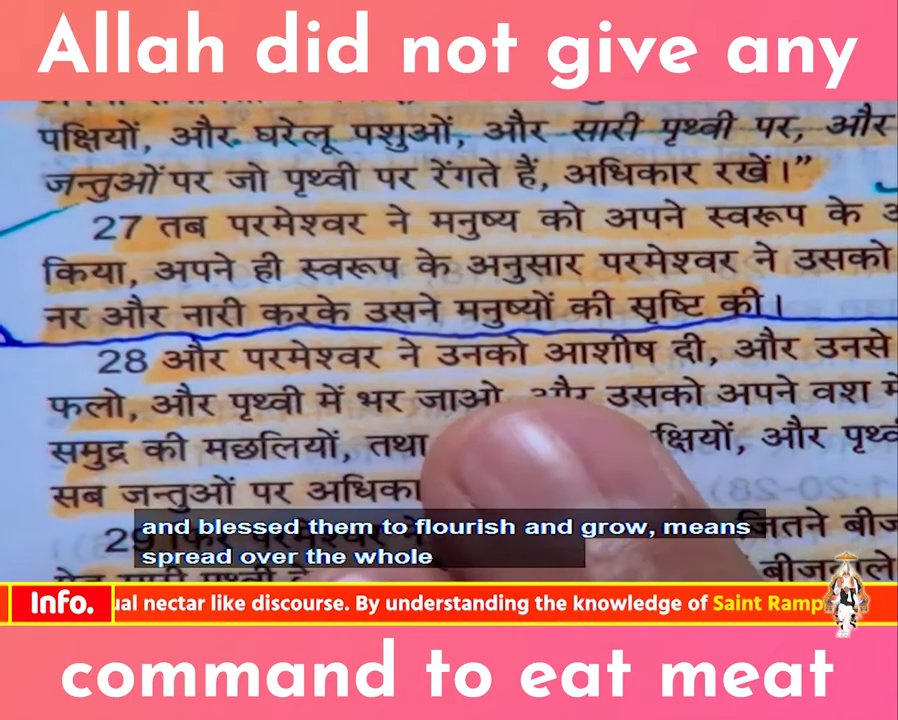 Allah did not give any
पक्षियों, और घरेलू पशुओं, और सारी पृथ्वी पर, और
जन्तुओं पर जो पृथ्वी पर रेंगते हैं, अधिकार रखें।”
27 तब परमेश्वर ने मनुष्य को अपने स्वरूप के
किया, अपने ही स्वरूप के अनुसार परमेश्वर ने उसको
नर और नारी करके उसने मनुष्यों की सृष्टि की।
28 और परमेश्वर ने उनको आशीष दी, और उनसे
फलो, और पृथ्वी में भर जाओ, और उसको अपने वश
समुद्र की मछलियों, तथा क्षियों, और पृथ्व
सब जन्तुओं पर अधिका
and blessed them to flourish and grow, means
spread over the whole
29 जितने बीज
बीज
Info. ual nectar like discourse. By understanding the knowledge of Saint Ramp
command to eat meat